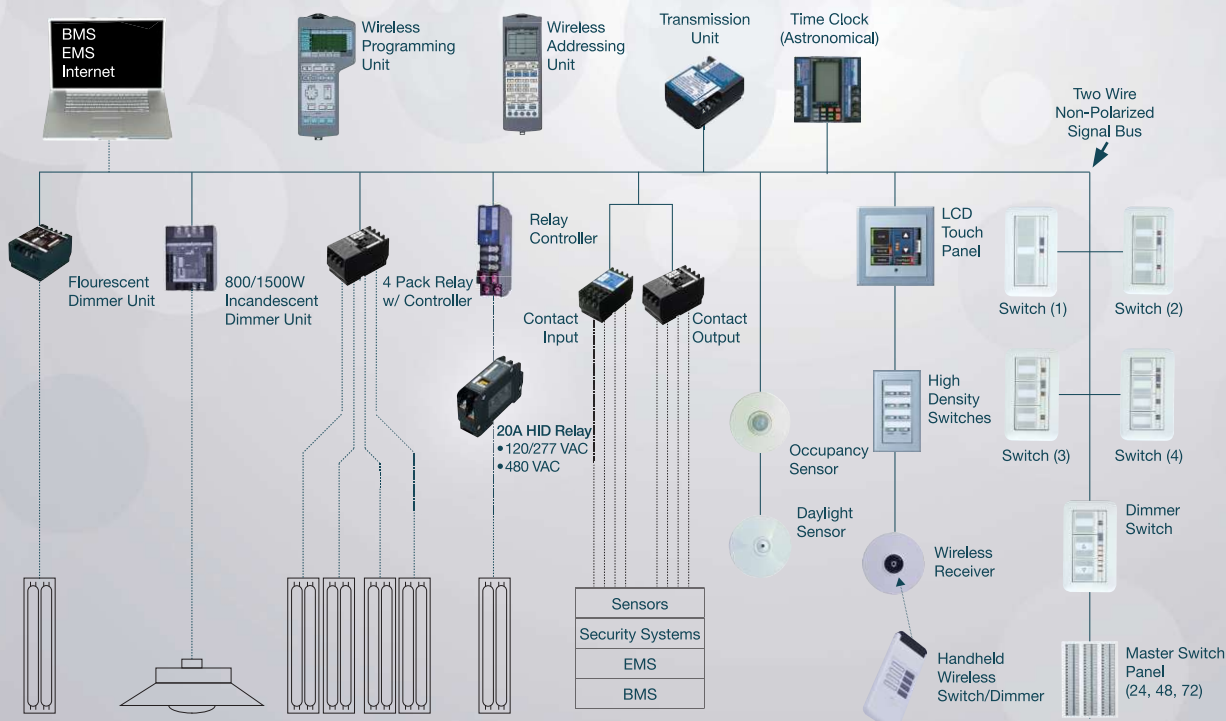 BMS
EMS
Internet
Wireless
Programming
Unit
Wireless
Addressing
Unit
Transmission
Unit
Time Clock
(Astronomical)
Two Wire
Non-Polarized
Signal Bus
Flourescent
Dimmer Unit
800/1500W
Incandescent
Dimmer Unit
4 Pack Relay
w/ Controller
Relay
Controller
Contact
Input
Contact
Output
LCD
Touch
Panel
Switch (1)
Switch (2)
20A HID Relay
• 120/277 VAC
• 480 VAC
Occupancy
Sensor
High
Density
Switches
Switch (3)
Switch (4)
Daylight
Sensor
Wireless
Receiver
Dimmer
Switch
Sensors
Security Systems
EMS
BMS
Handheld
Wireless
Switch/Dimmer
Master Switch
Panel
(24, 48, 72)